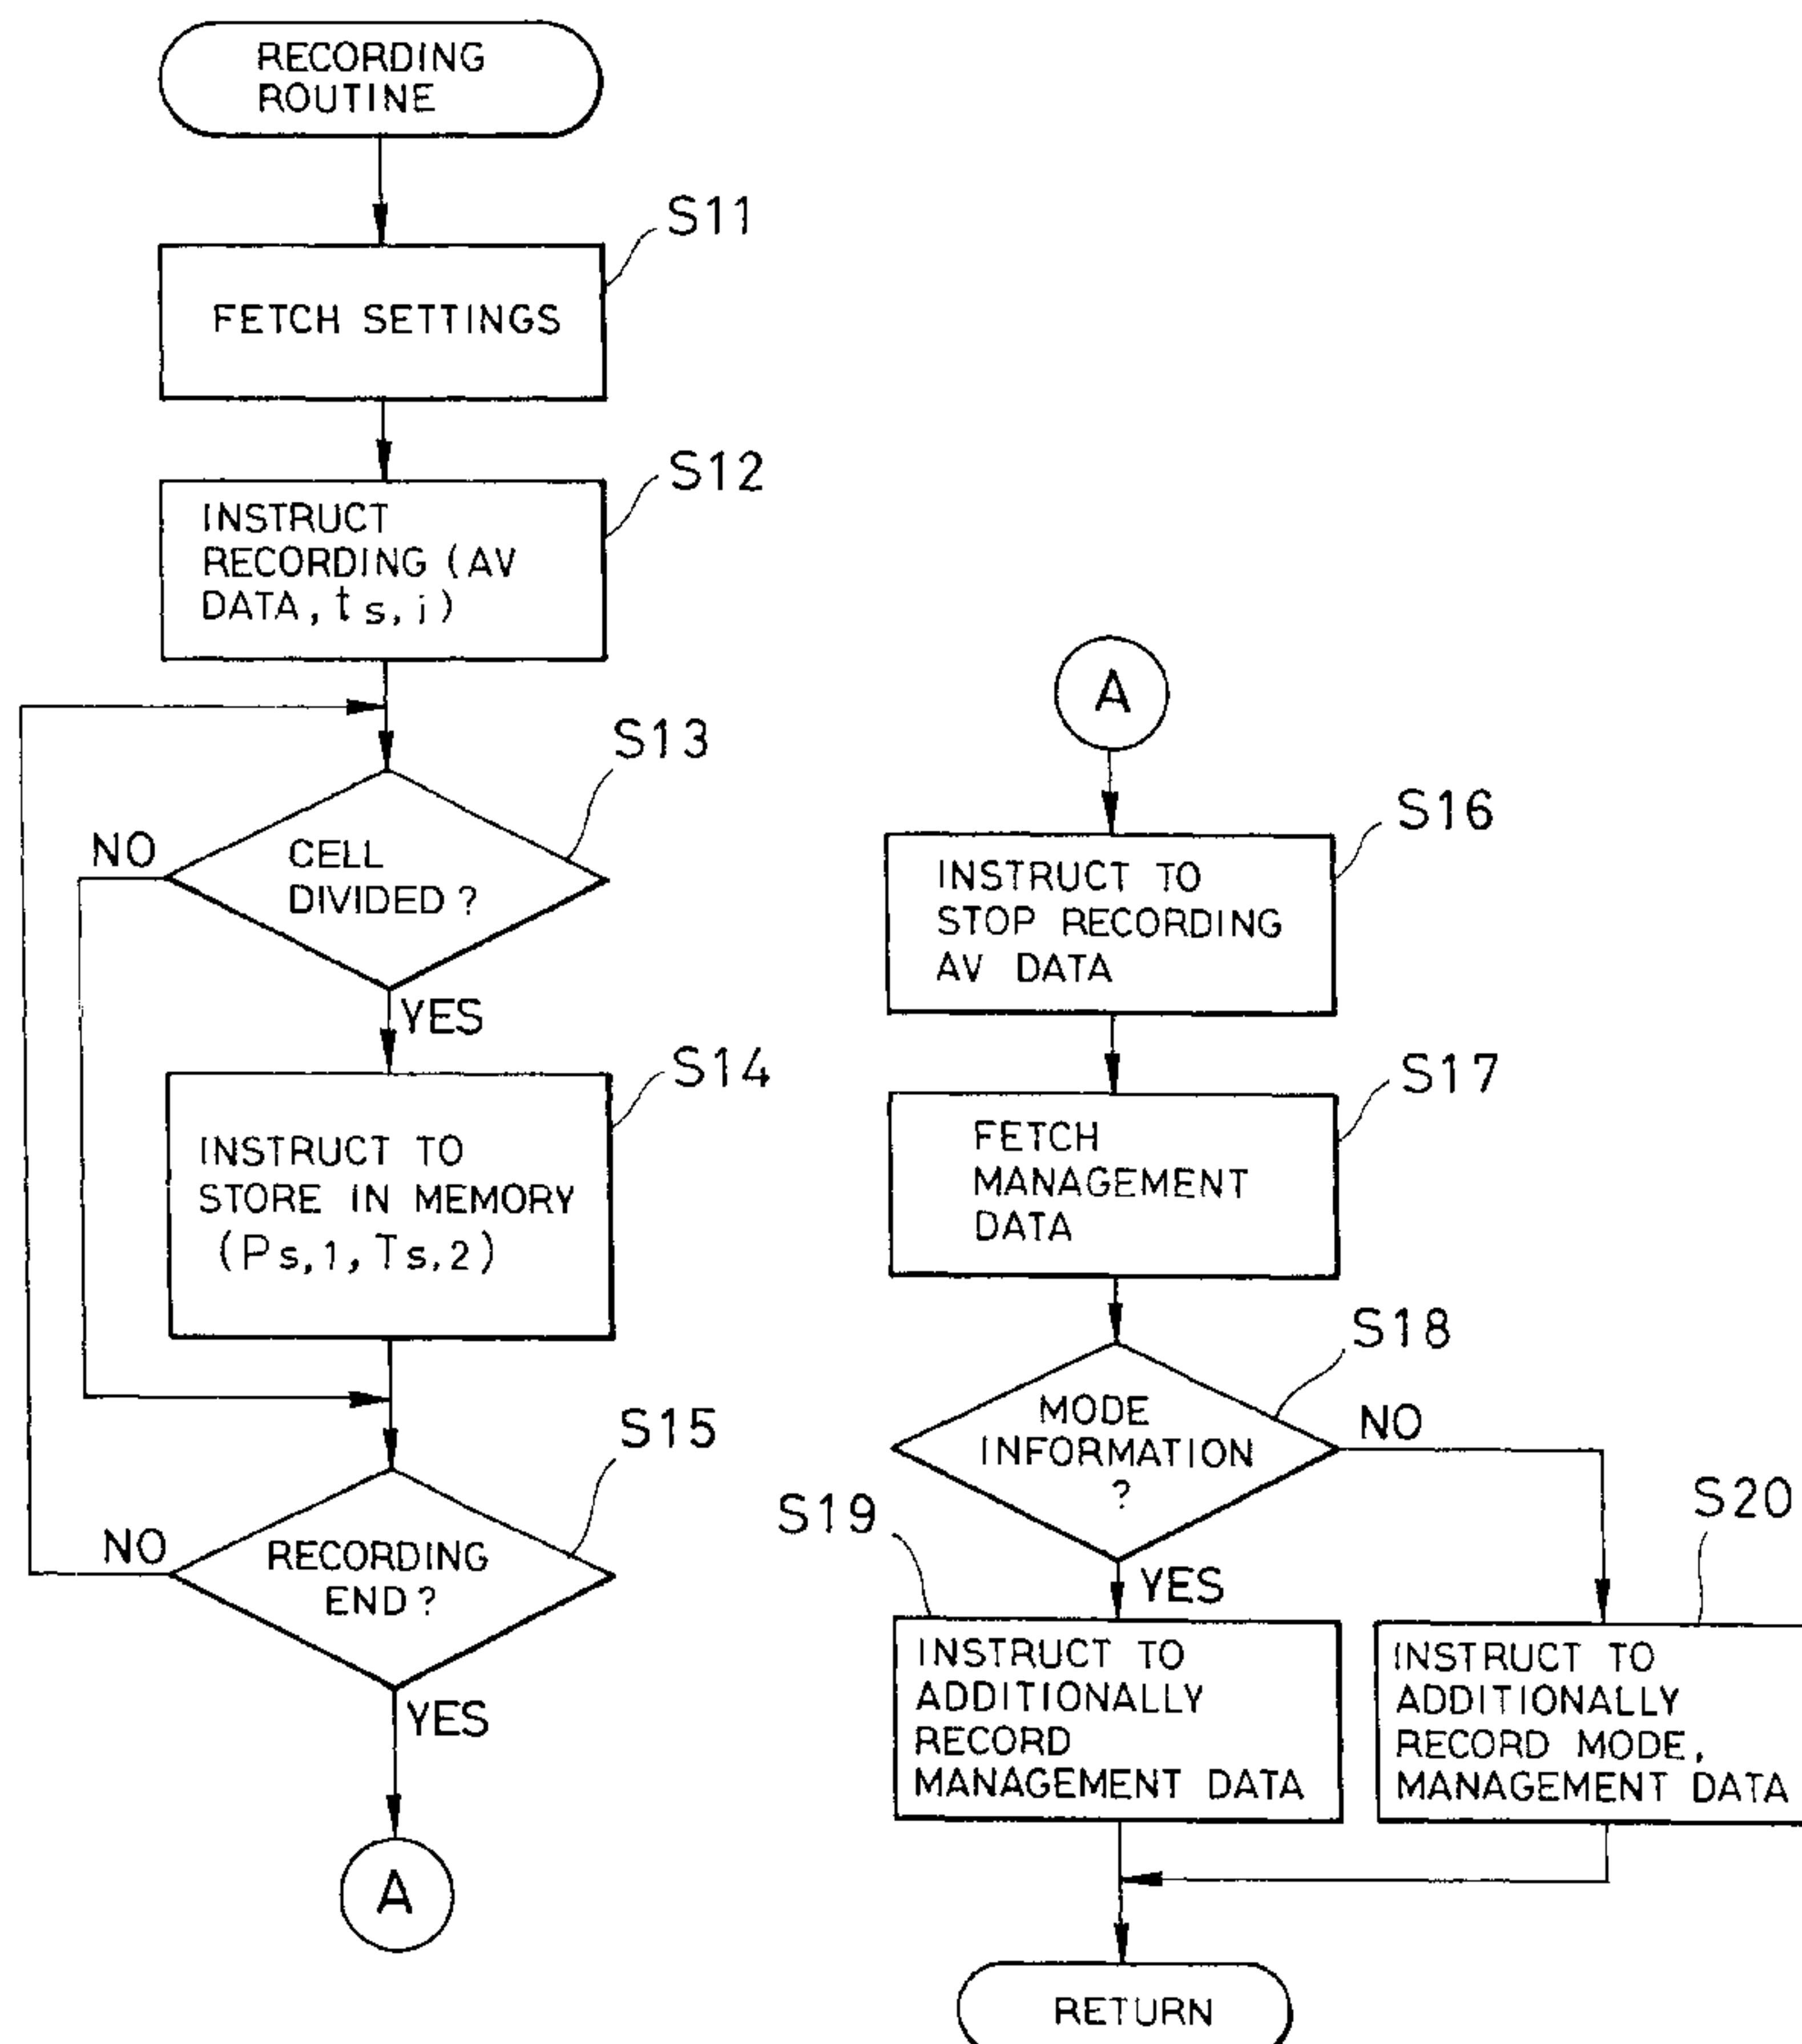 RECORDING
ROUTINE
S11
FETCH SETTINGS
S12
INSTRUCT
RECORDING (AV
DATA, ts,i)
S13
NO
CELL
DIVIDED?
YES
S14
INSTRUCT TO
STORE IN MEMORY
(Ps,1, Ts,2)
S15
NO
RECORDING
END?
YES
A
A
S16
INSTRUCT TO
STOP RECORDING
AV DATA
S17
FETCH
MANAGEMENT
DATA
S18
MODE
INFORMATION
?
NO
YES
S19
INSTRUCT TO
ADDITIONALLY
RECORD
MANAGEMENT DATA
S20
INSTRUCT TO
ADDITIONALLY
RECORD MODE,
MANAGEMENT DATA
RETURN